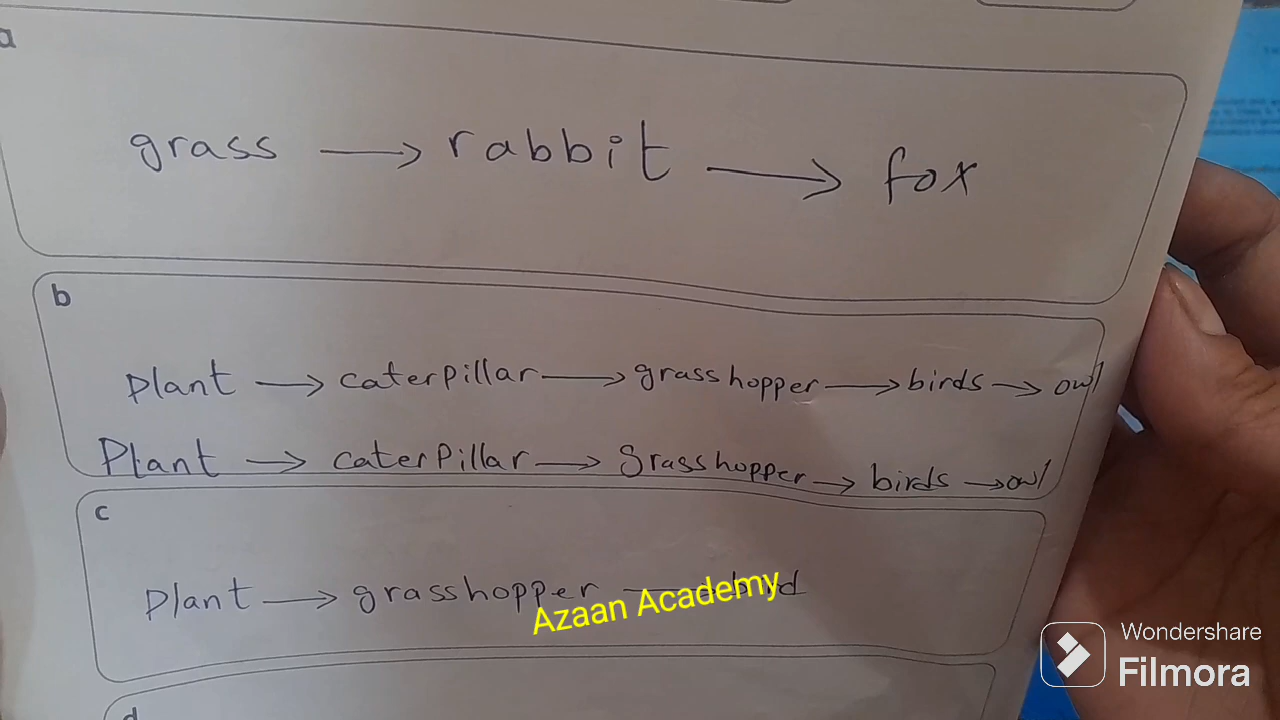 a
grass → rabbit → fox
b
plant → caterpillar → grasshopper → birds → owl
Plant → caterpillar → grasshopper → birds → owl
c
plant → grasshopper → bird
Azaan Academy
d
Wondershare
Filmora